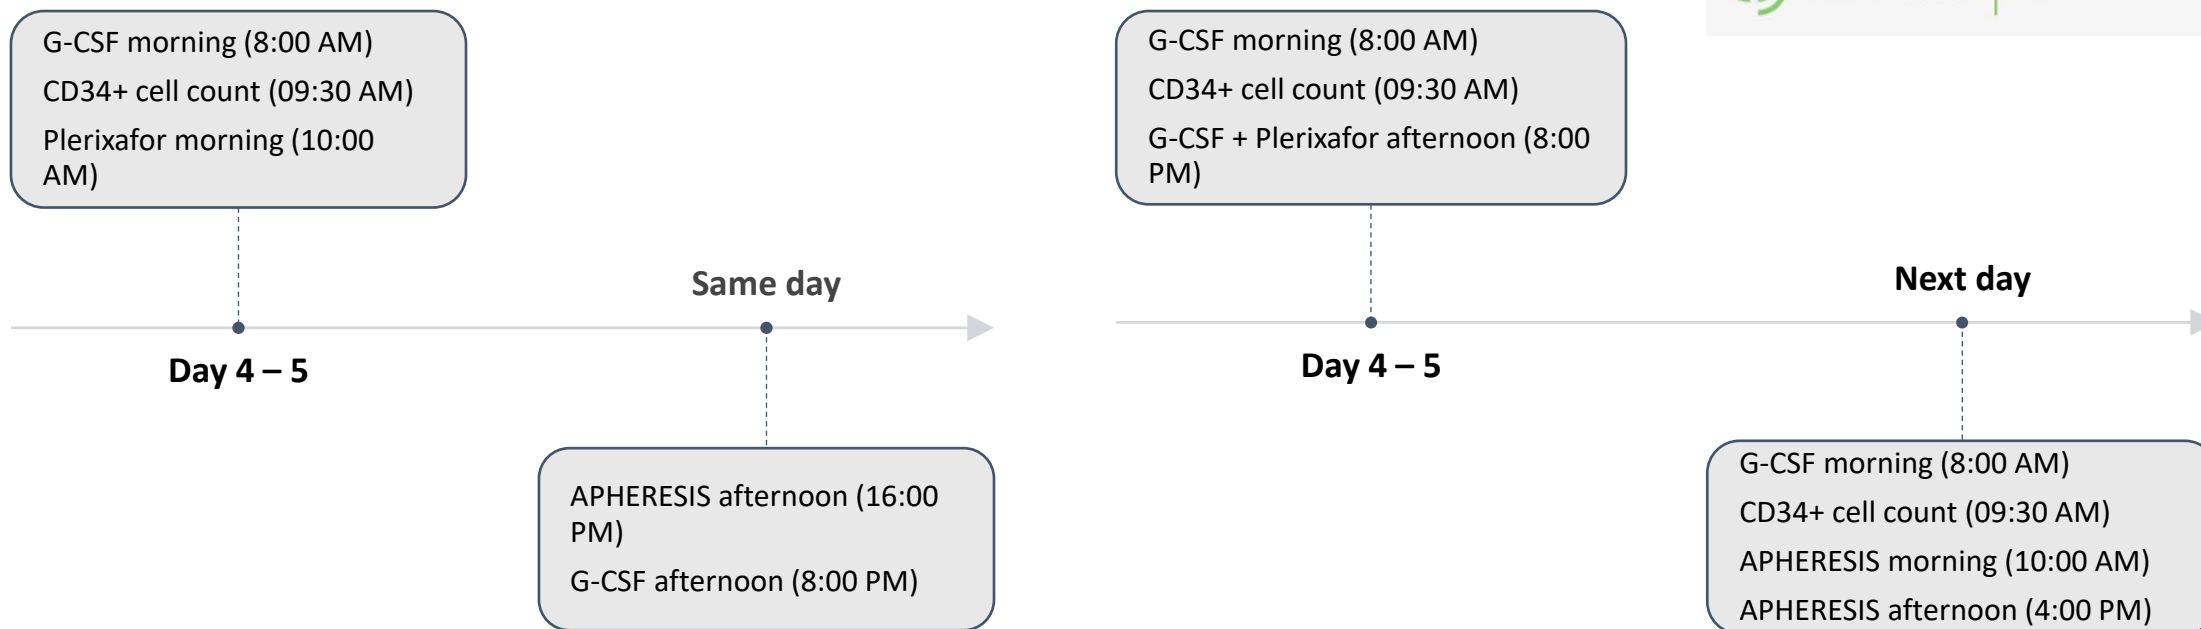 G-CSF morning (8:00 AM)
CD34+ cell count (09:30 AM)
Plerixafor morning (10:00
AM)
Same day
Day 4 – 5
APHERESIS afternoon (16:00
PM)
G-CSF afternoon (8:00 PM)
G-CSF morning (8:00 AM)
CD34+ cell count (09:30 AM)
G-CSF + Plerixafor afternoon (8:00
PM)
Next day
Day 4 – 5
G-CSF morning (8:00 AM)
CD34+ cell count (09:30 AM)
APHERESIS morning (10:00 AM)
APHERESIS afternoon (4:00 PM)